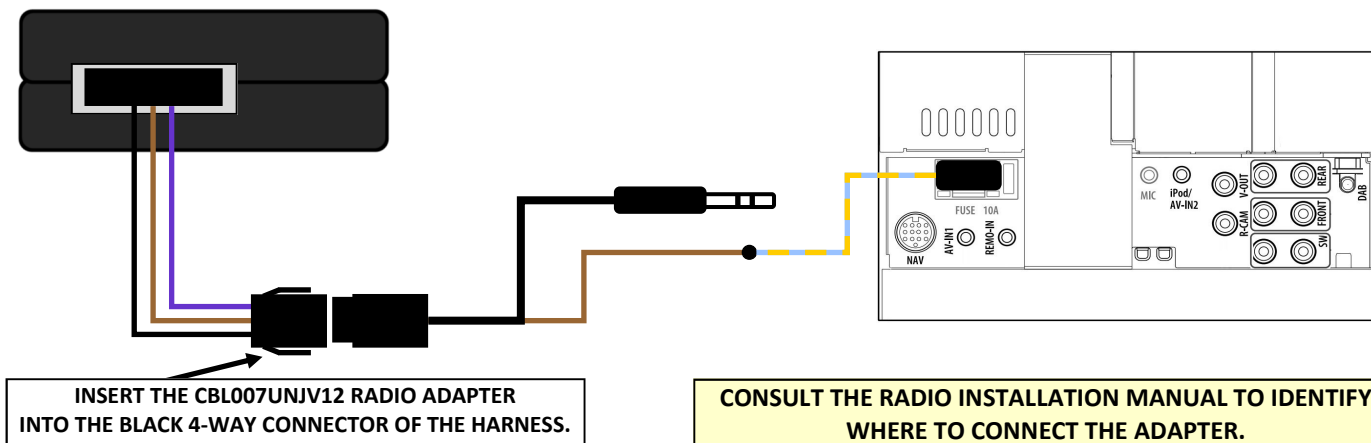 FUSE 10A
NAV
AV-IN1
REMO-IN
MIC
iPod/
AV-IN2
V-OUT
R-CAM
REAR
FRONT
SW
DAB
INSERT THE CBL007UNJV12 RADIO ADAPTER
INTO THE BLACK 4-WAY CONNECTOR OF THE HARNESS.
CONSULT THE RADIO INSTALLATION MANUAL TO IDENTIFY
WHERE TO CONNECT THE ADAPTER.